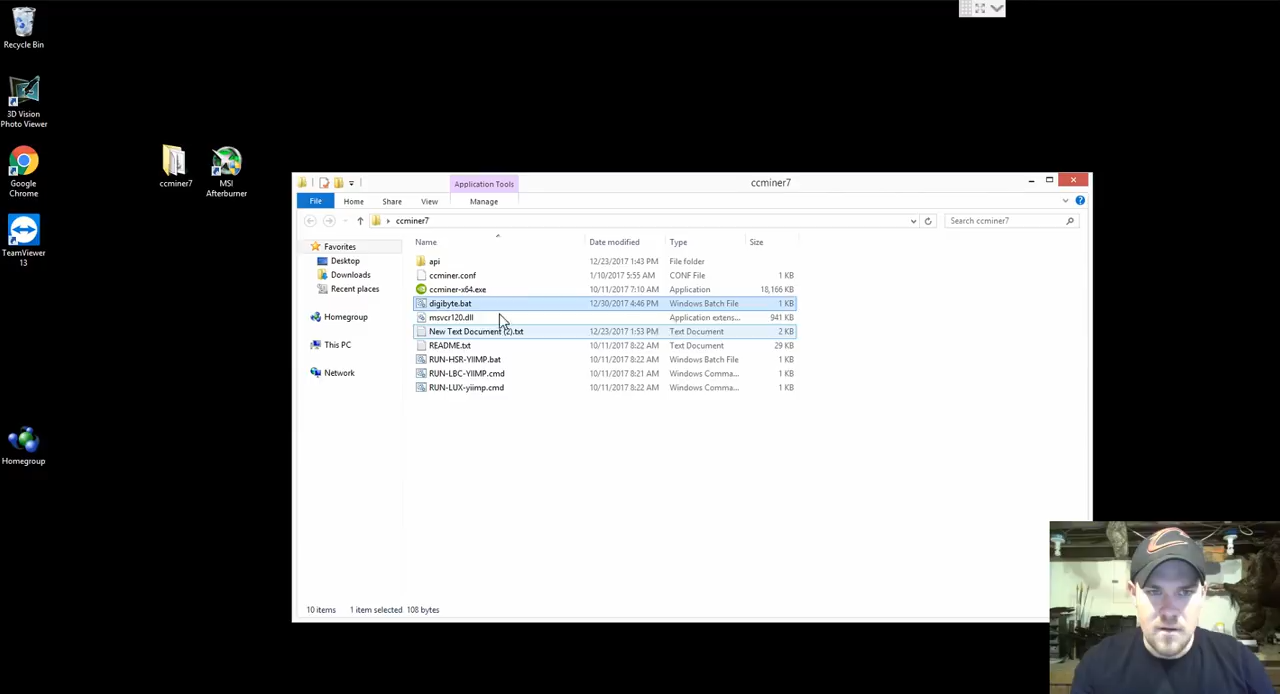 Recycle Bin
3D Vision
Photo Viewer
Google
Chrome
TeamViewer
13
Homegroup
ccminer7
MSI
Afterburner
Application Tools
ccminer7
File
Home
Share
View
Manage
ccminer7
Search ccminer7
Favorites
Desktop
Downloads
Recent places
Homegroup
This PC
Network
Name Date modified Type Size
api 12/23/2017 1:43 PM File folder
ccminer.conf 1/10/2017 5:55 AM CONF File 1 KB
ccminer-x64.exe 10/11/2017 7:10 AM Application 18,166 KB
digibyte.bat 12/30/2017 4:46 PM Windows Batch File 1 KB
msvcr120.dll 10/11/2017 8:22 AM Application extens... 941 KB
New Text Document (2).txt 12/23/2017 1:53 PM Text Document 2 KB
README.txt 10/11/2017 8:22 AM Text Document 29 KB
RUN-HSR-YIIMP.bat 10/11/2017 8:22 AM Windows Batch File 1 KB
RUN-LBC-YIIMP.cmd 10/11/2017 8:21 AM Windows Comma... 1 KB
RUN-LUX-yiimp.cmd 10/11/2017 8:22 AM Windows Comma... 1 KB
10 items 1 item selected 108 bytes